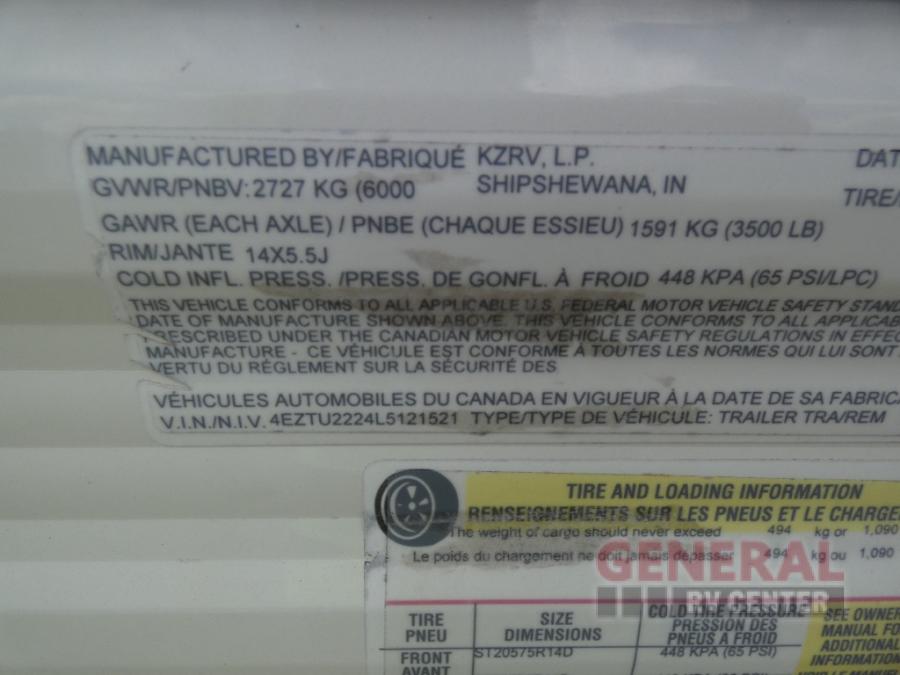 MANUFACTURED BY/FABRIQUÉ KZRV, L.P. DAT
GVWR/PNBV: 2727 KG (6000 SHIPSHEWANA, IN TIRE/
GAWR (EACH AXLE) / PNBE (CHAQUE ESSIEU) 1591 KG (3500 LB)
RIM/JANTE 14X5.5J
COLD INFL. PRESS. /PRESS. DE GONFL. À FROID 448 KPA (65 PSI/LPC)
THIS VEHICLE CONFORMS TO ALL APPLICABLE U.S. FEDERAL MOTOR VEHICLE SAFETY STAND
DATE OF MANUFACTURE SHOWN ABOVE. THIS VEHICLE CONFORMS TO ALL APPLICAB
PRESCRIBED UNDER THE CANADIAN MOTOR VEHICLE SAFETY REGULATIONS IN EFFEC
MANUFACTURE - CE VÉHICULE EST CONFORME À TOUTES LES NORMES QUI LUI SONT
VERTU DU RÉGLEMENT SUR LA SÉCURITÉ DES
VÉHICULES AUTOMOBILES DU CANADA EN VIGUEUR À LA DATE DE SA FABRICA
V.I.N./N.I.V. 4EZTU2224L5121521 TYPE/TYPE DE VÉHICULE: TRAILER TRA/REM
TIRE AND LOADING INFORMATION
RENSEIGNEMENTS SUR LES PNEUS ET LE CHARGE
The weight of cargo should never exceed 494 kg or 1,090
Le poids du chargement ne doit jamais dépasser 494 kg ou 1,090
GENERAL
RV CENTER
TIRE SIZE COLD TIRE PRESSURE SEE OWNER
PNEU DIMENSIONS PRESSION DES MANUAL FO
PNEUS A FROID ADDITIONAL
FRONT ST20575R14D 448 KPA (65 PSI) INFORMATION
AVANT